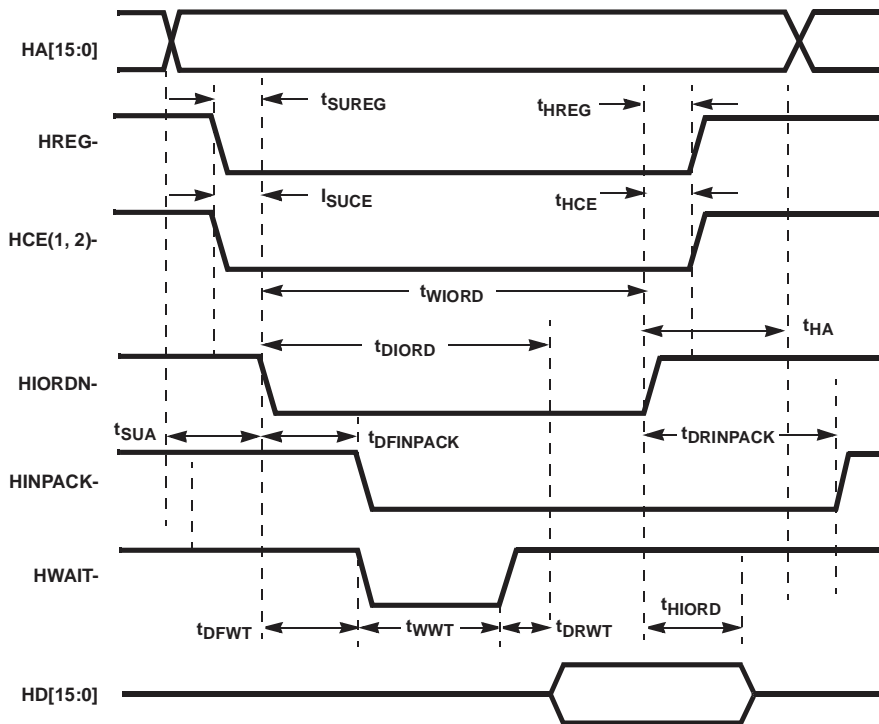 HA[15:0]
tSUREG
tHREG
HREG-
ISUCE
tHCE
HCE(1, 2)-
tWIORD
tHA
tDIORD
HIORDN-
tSUA
tDFINPACK
tDRINPACK
HINPACK-
HWAIT-
tHIORD
tDFWT
tWWT
tDRWT
HD[15:0]